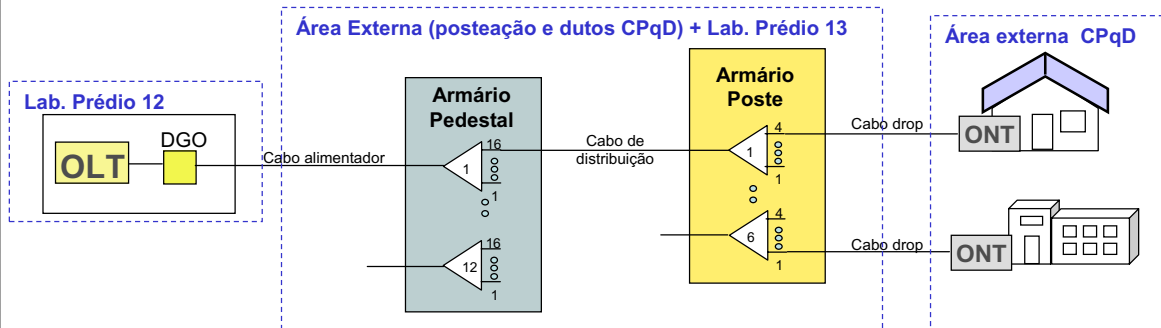 Área Externa (posteação e dutos CPqD) + Lab. Prédio 13
Área externa CPqD
Lab. Prédio 12
OLT
DGO
Cabo alimentador
Armário
Pedestal
16
1
1
16
12
1
Cabo de
distribuição
Armário
Poste
4
1
1
4
6
1
Cabo drop
ONT
Cabo drop
ONT